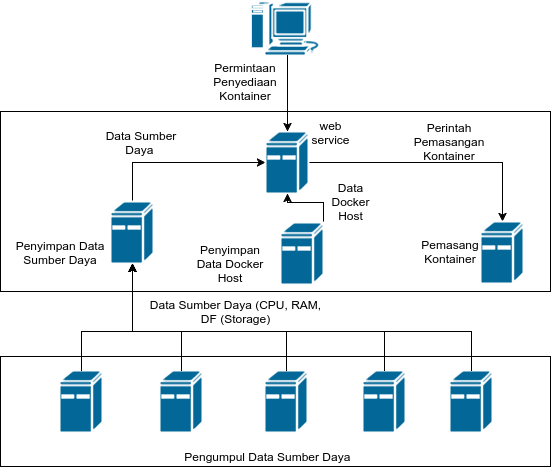 Permintaan
Penyediaan
Kontainer
Data Sumber
Daya
web
service
Perintah
Pemasangan
Kontainer
Data
Docker
Host
Penyimpan Data
Sumber Daya
Penyimpan
Data Docker
Host
Pemasang
Kontainer
Data Sumber Daya (CPU, RAM,
DF (Storage)
Pengumpul Data Sumber Daya